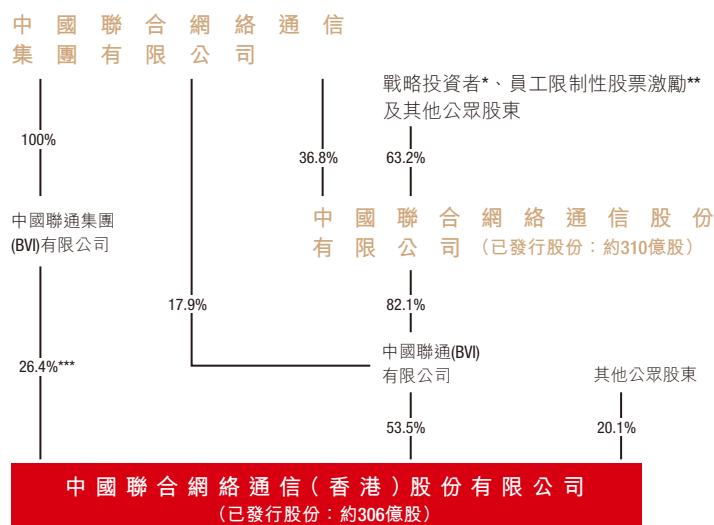 中國聯合網絡通信
集團有限公司
戰略投資者*、員工限制性股票激勵**
及其他公眾股東
100%
36.8%
63.2%
中國聯通集團
(BVI)有限公司
中國聯合網絡通信股份
有限公司（已發行股份：約310億股）
17.9%
82.1%
中國聯通(BVI)
有限公司
26.4%***
其他公眾股東
53.5%
20.1%
中國聯合網絡通信(香港)股份有限公司
（已發行股份：約306億股）